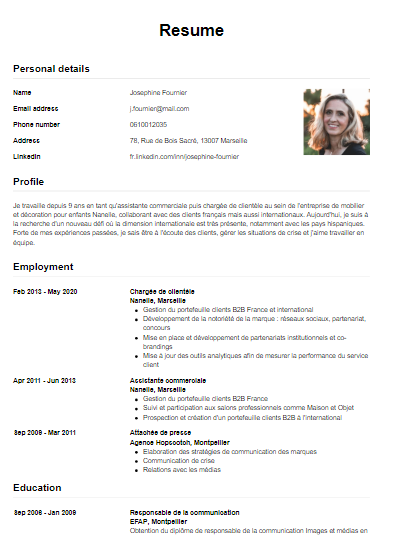 Resume
Personal details
Name Josephine Fournier
Email address j.fournier@mail.com
Phone number 0610012035
Address 78, Rue de Bois Sacré, 13007 Marseille
LinkedIn fr.linkedin.com/inn/josephine-fournier
Profile
Je travaille depuis 9 ans en tant qu'assistante commerciale puis chargée de clientèle au sein de l'entreprise de mobilier
et décoration pour enfants Nanelle, collaborant avec des clients français mais aussi internationaux. Aujourd'hui, je suis à
la recherche d'un nouveau défi où la dimension internationale est très présente, notamment avec les pays hispaniques.
Forte de mes expériences passées, je sais être à l'écoute des clients, gérer les situations de crise et j'aime travailler en
équipe.
Employment
Feb 2013 - May 2020 Chargée de clientèle
Nanelle, Marseille
Gestion du portefeuille clients B2B France et international
Développement de la notoriété de la marque : réseaux sociaux, partenariat,
concours
Mise en place et développement de partenariats institutionnels et co-
brandings
Mise à jour des outils analytiques afin de mesurer la performance du service
client
Apr 2011 - Jun 2013 Assistante commerciale
Nanelle, Marseille
Gestion du portefeuille clients B2B France
Suivi et participation aux salons professionnels comme Maison et Objet
Prospection et création d'un portefeuille clients B2B à l'international
Sep 2009 - Mar 2011 Attachée de presse
Agence Hopscotch, Montpellier
Elaboration des stratégies de communication des marques
Communication de crise
Relations avec les médias
Education
Sep 2006 - Jan 2009 Responsable de la communication
EFAP, Montpellier
Obtention du diplôme de responsable de la communication Images et médias en